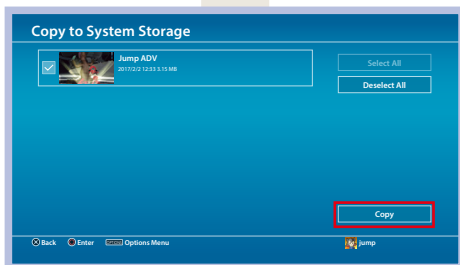 Copy to System Storage
Jump ADV
2017/2/2 12:33 3.15 MB
Select All
Deselect All
Copy
Back Enter OPTIONS Options Menu
jump